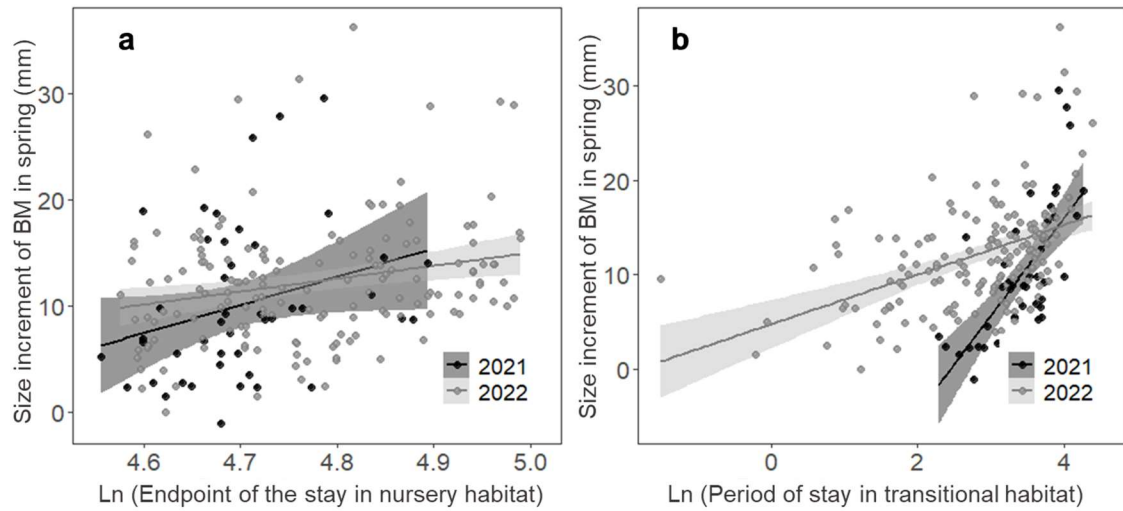 a
Size increment of BM in spring (mm)
30
20
10
0
4.6 4.7 4.8 4.9 5.0
Ln (Endpoint of the stay in nursery habitat)
2021
2022
b
Size increment of BM in spring (mm)
30
20
10
0
0 2 4
Ln (Period of stay in transitional habitat)
2021
2022